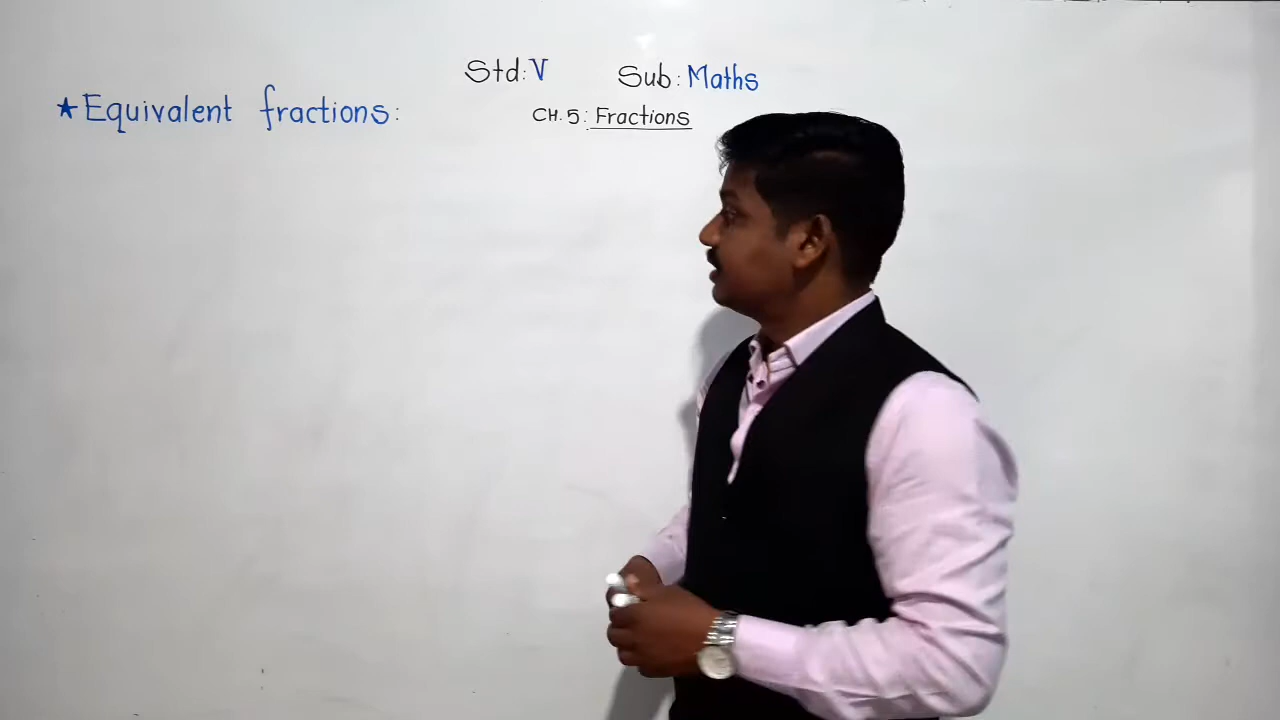 Std: V Sub: Maths
★Equivalent fractions:
CH. 5: Fractions